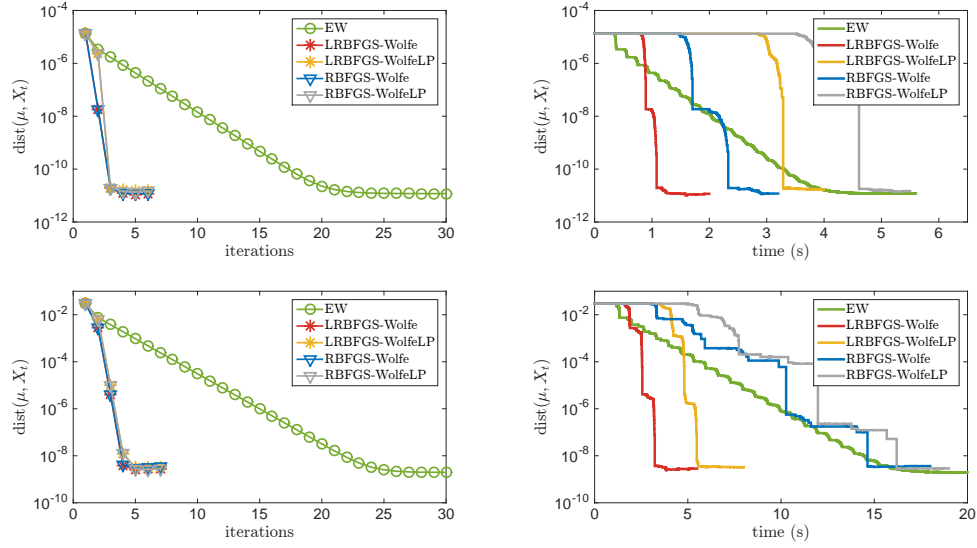 10^-4
10^-6
10^-8
10^-10
10^-12
dist(μ, X_t)
EW
LRBFGS-Wolfe
LRBFGS-WolfeLP
RBFGS-Wolfe
RBFGS-WolfeLP
0 5 10 15 20 25 30
iterarions
10^-4
10^-6
10^-8
10^-10
10^-12
dist(μ, X_t)
EW
LRBFGS-Wolfe
LRBFGS-WolfeLP
RBFGS-Wolfe
RBFGS-WolfeLP
0 1 2 3 4 5 6
time (s)
10^-2
10^-4
10^-6
10^-8
10^-10
dist(μ, X_t)
EW
LRBFGS-Wolfe
LRBFGS-WolfeLP
RBFGS-Wolfe
RBFGS-WolfeLP
0 5 10 15 20 25 30
iterarions
10^-2
10^-4
10^-6
10^-8
10^-10
dist(μ, X_t)
EW
LRBFGS-Wolfe
LRBFGS-WolfeLP
RBFGS-Wolfe
RBFGS-WolfeLP
0 5 10 15 20
time (s)